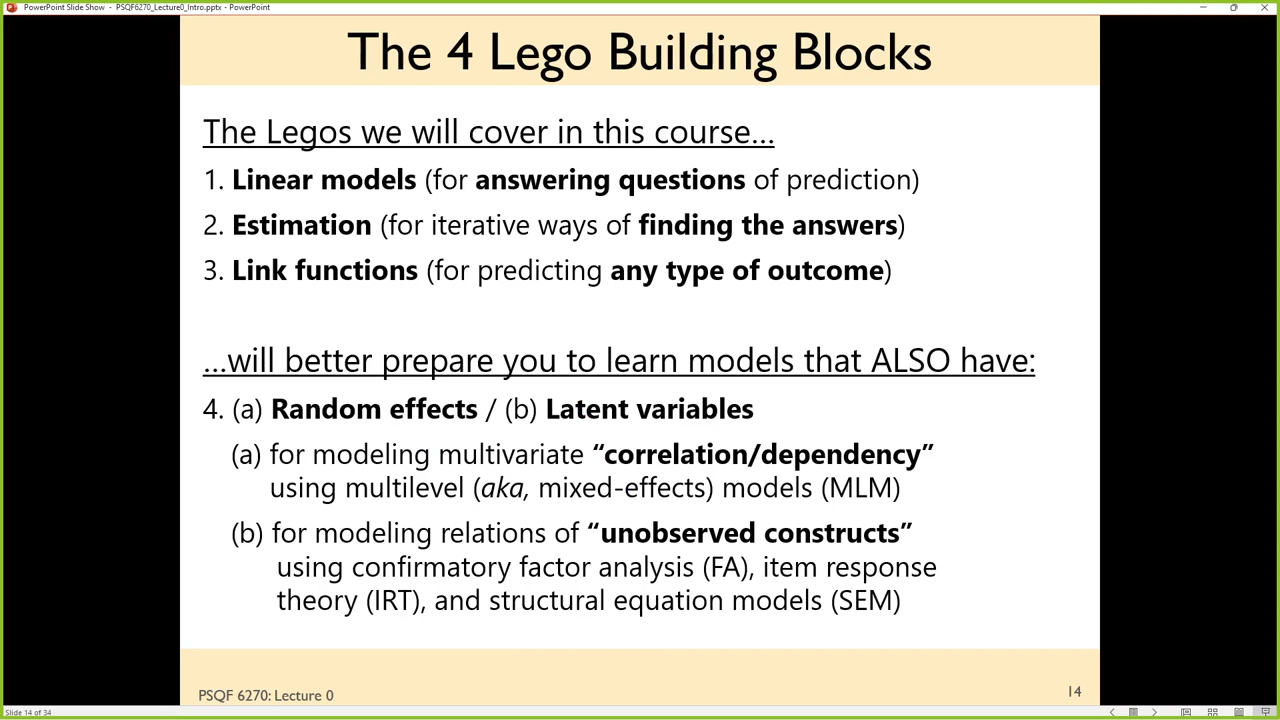 PowerPoint Slide Show - PSQF6270_Lecture0_Intro.pptx - PowerPoint
The 4 Lego Building Blocks
The Legos we will cover in this course…
1. Linear models (for answering questions of prediction)
2. Estimation (for iterative ways of finding the answers)
3. Link functions (for predicting any type of outcome)
…will better prepare you to learn models that ALSO have:
4. (a) Random effects / (b) Latent variables
(a) for modeling multivariate “correlation/dependency”
using multilevel (aka, mixed-effects) models (MLM)
(b) for modeling relations of “unobserved constructs”
using confirmatory factor analysis (FA), item response
theory (IRT), and structural equation models (SEM)
PSQF 6270: Lecture 0
14
Slide 14 of 34